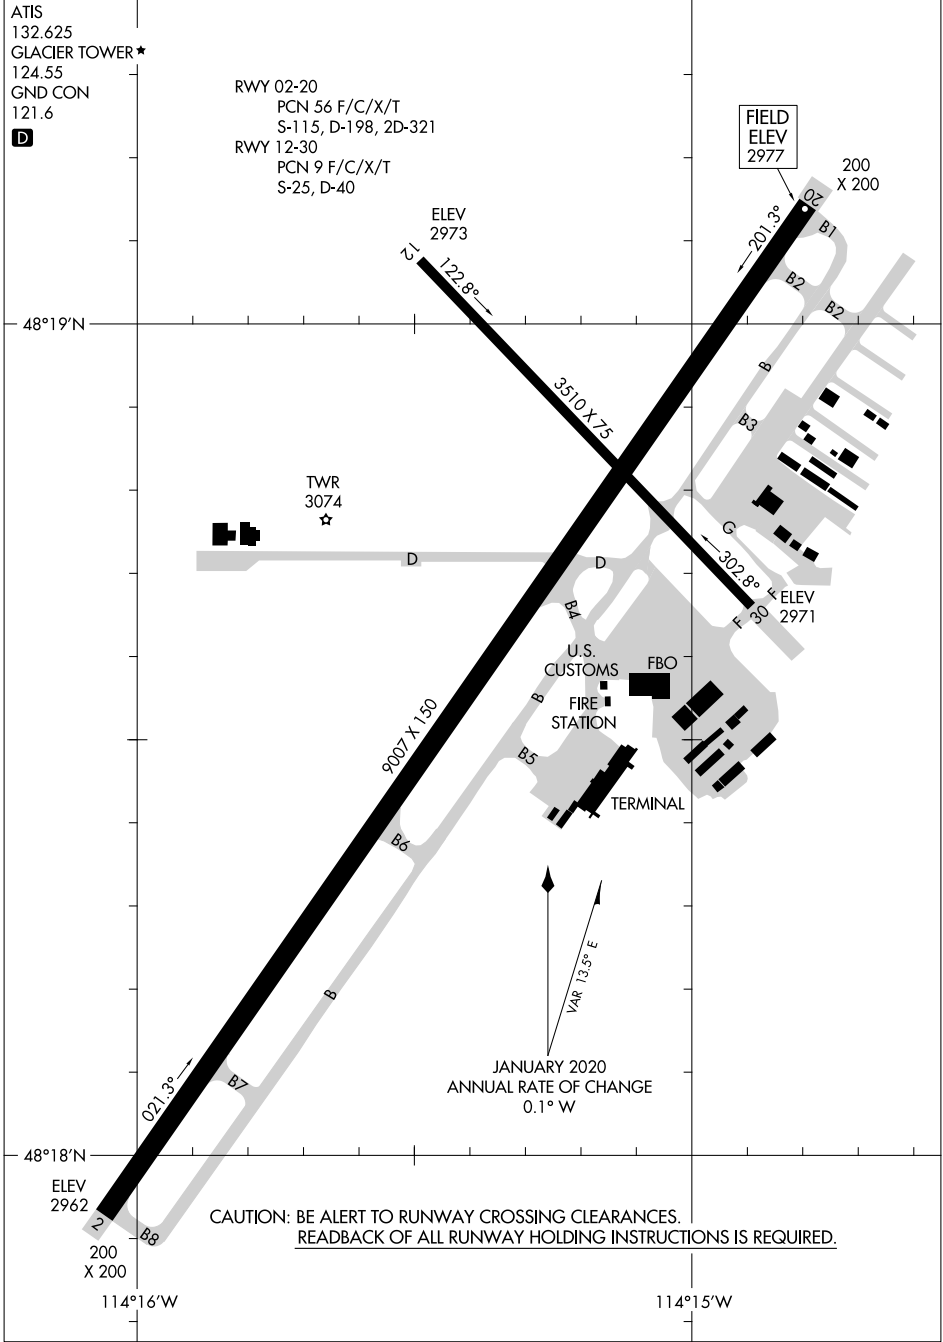 ATIS
132.625
GLACIER TOWER★
124.55
GND CON
121.6
D
RWY 02-20
PCN 56 F/C/X/T
S-115, D-198, 2D-321
RWY 12-30
PCN 9 F/C/X/T
S-25, D-40
FIELD
ELEV
2977
200
X 200
20
201.3°
B1
B2
B2
ELEV
2973
12
122.8°
48°19'N
3510 X 75
B
B3
TWR
3074
G
D
D
302.8°
F
F
30
ELEV
2971
B4
U.S.
CUSTOMS
FBO
FIRE
STATION
B
9007 X 150
B5
TERMINAL
B6
VAR 13.5° E
B
JANUARY 2020
ANNUAL RATE OF CHANGE
0.1° W
B7
021.3°
48°18'N
ELEV
2962
2
B8
200
X 200
CAUTION: BE ALERT TO RUNWAY CROSSING CLEARANCES.
READBACK OF ALL RUNWAY HOLDING INSTRUCTIONS IS REQUIRED.
114°16'W
114°15'W